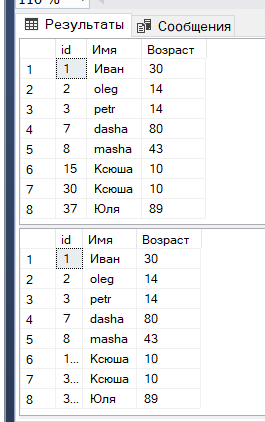 110 %
Результаты Сообщения
id Имя Возраст
1 1 Иван 30
2 2 oleg 14
3 3 petr 14
4 7 dasha 80
5 8 masha 43
6 15 Ксюша 10
7 30 Ксюша 10
8 37 Юля 89
id Имя Возраст
1 1 Иван 30
2 2 oleg 14
3 3 petr 14
4 7 dasha 80
5 8 masha 43
6 1... Ксюша 10
7 3... Ксюша 10
8 3... Юля 89